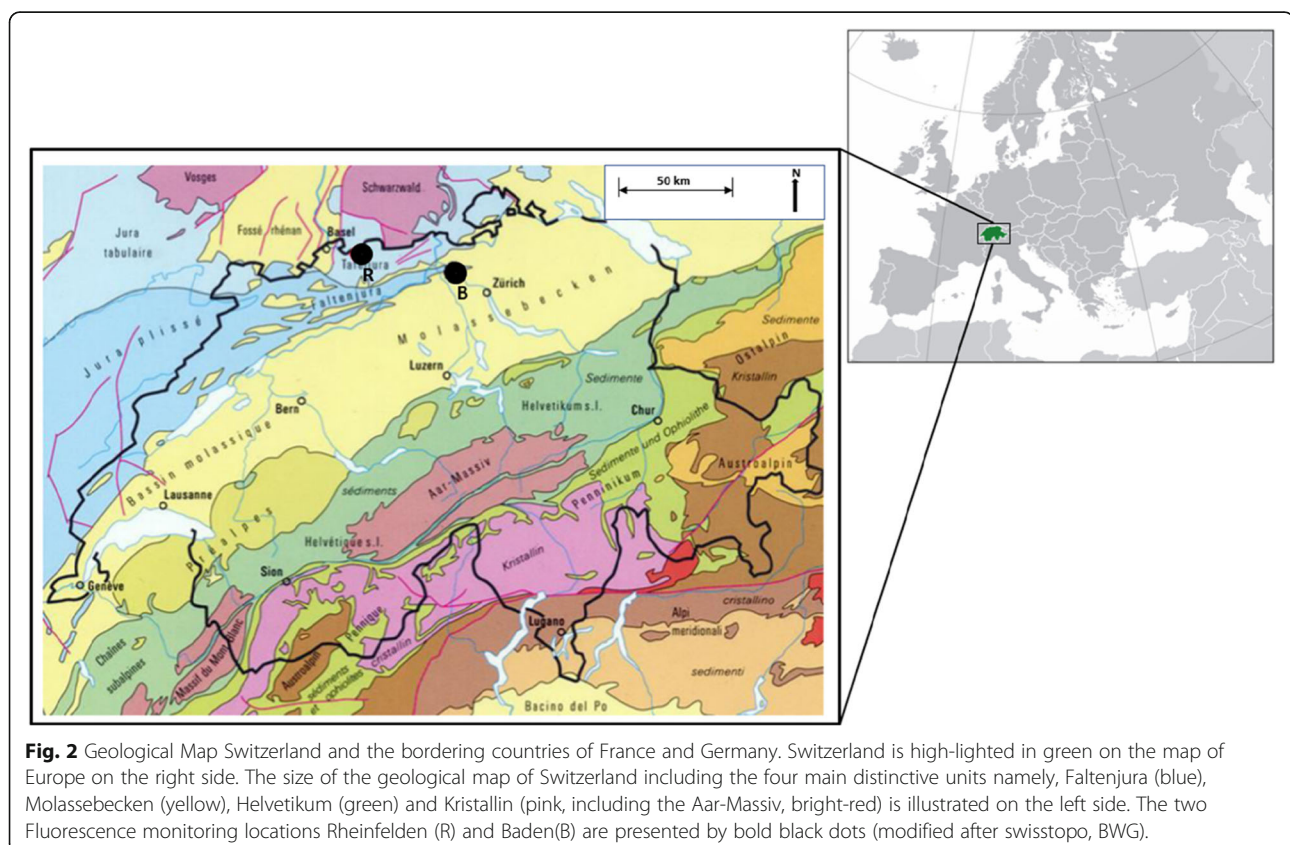 Vosges
Schwarzwald
50 km
N
Jura
tabulaire
Fossé rhénan
Basel
Tafeljura
R
B
Zürich
Faltenjura
Jura plissé
Molassebecken
Luzern
Sedimente
Helvetikum s.l.
Bern
Chur
Sedimente
Ostalpin
Kristallin
Sedimente und Ophiolithe
Austroalpin
Bassin molassique
Lausanne
sédiments
Aar-Massiv
Penninikum
Préalpes
Helvétique s.l.
Kristallin
Genève
Sion
cristallino
Alpi
meridionali
Lugano
Pennique
cristallin
Massif du Mont Blanc
Chaînes
subalpines
Austroalpin
sédiments
et ophiolites
sedimenti
Bacino del Po
Fig. 2 Geological Map Switzerland and the bordering countries of France and Germany. Switzerland is high-lighted in green on the map of
Europe on the right side. The size of the geological map of Switzerland including the four main distinctive units namely, Faltenjura (blue),
Molassebecken (yellow), Helvetikum (green) and Kristallin (pink, including the Aar-Massiv, bright-red) is illustrated on the left side. The two
Fluorescence monitoring locations Rheinfelden (R) and Baden(B) are presented by bold black dots (modified after swisstopo, BWG).